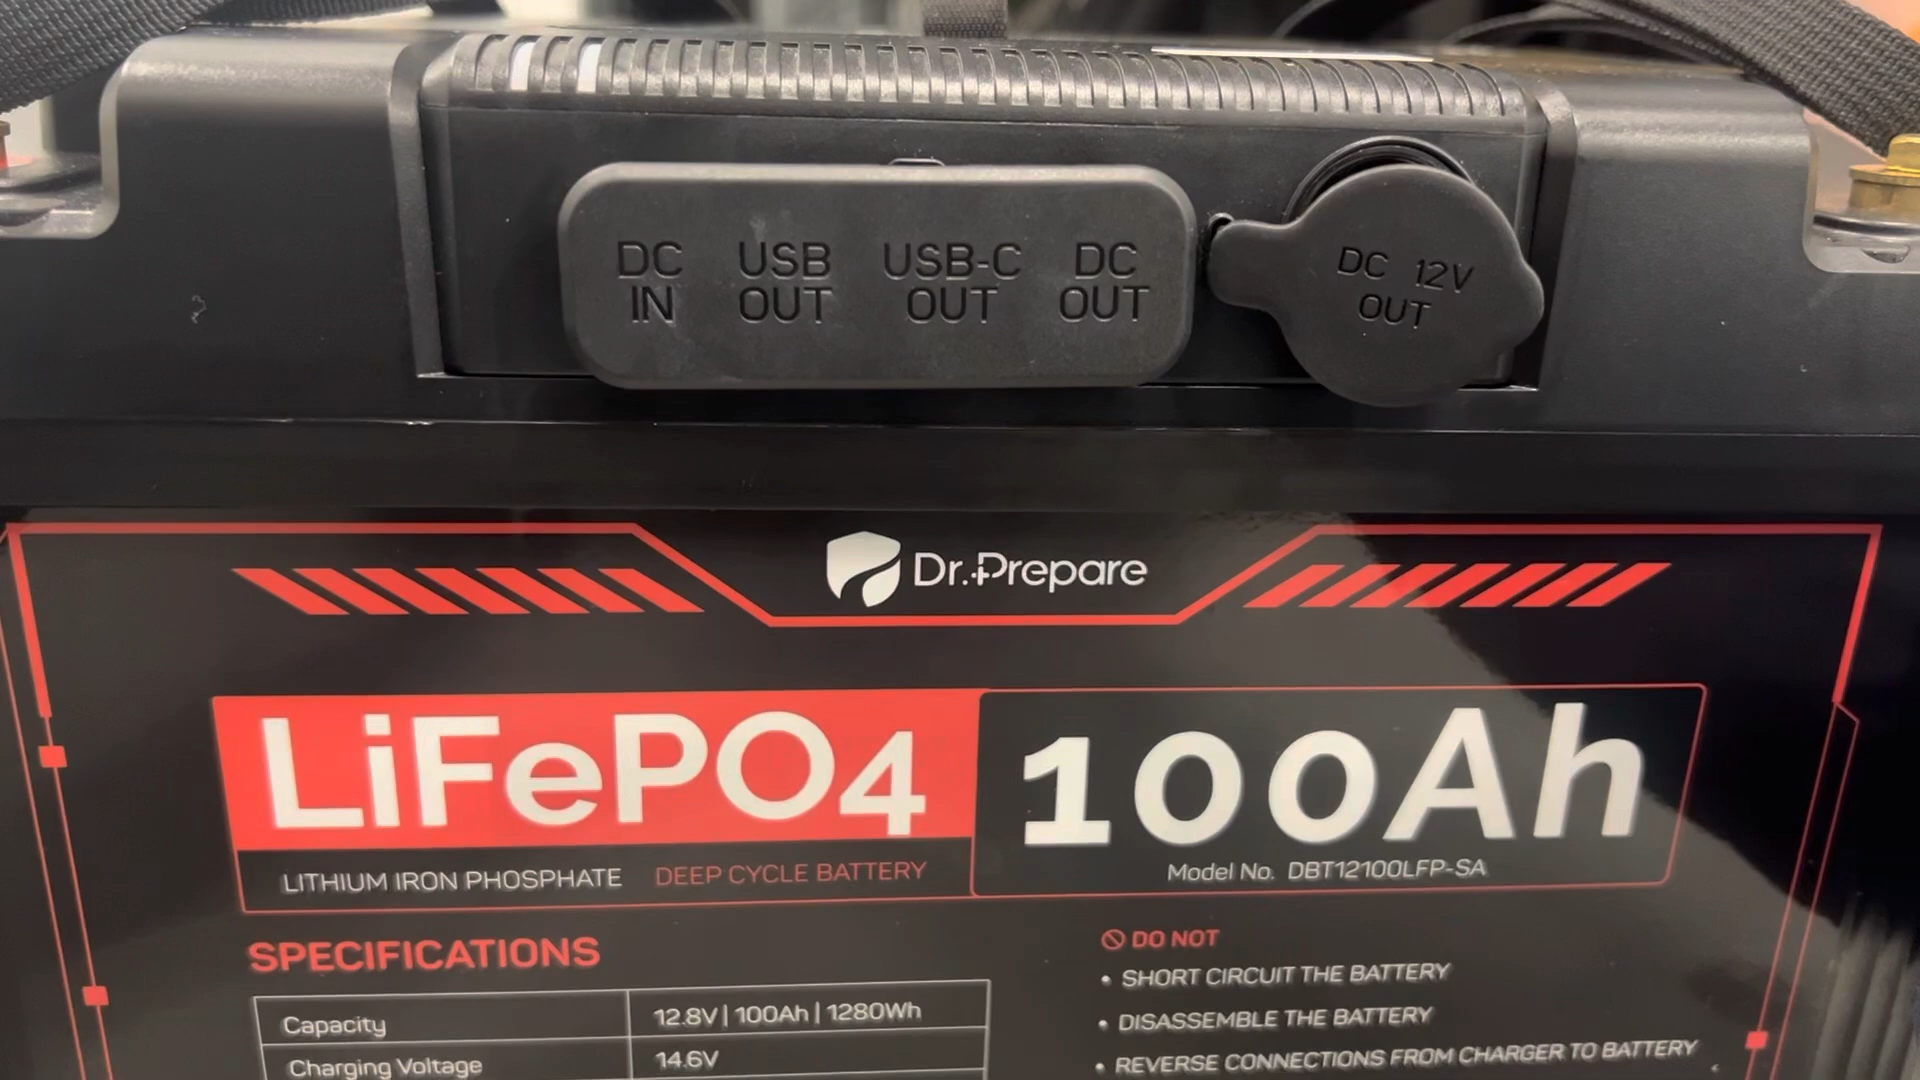 DC IN
USB OUT
USB-C OUT
DC OUT
DC 12V OUT
Dr.Prepare
LiFePO4
100Ah
LITHIUM IRON PHOSPHATE DEEP CYCLE BATTERY
Model No. DBT12100LFP-SA
SPECIFICATIONS
Capacity 12.8V | 100Ah | 1280Wh
Charging Voltage 14.6V
DO NOT
• SHORT CIRCUIT THE BATTERY
• DISASSEMBLE THE BATTERY
• REVERSE CONNECTIONS FROM CHARGER TO BATTERY